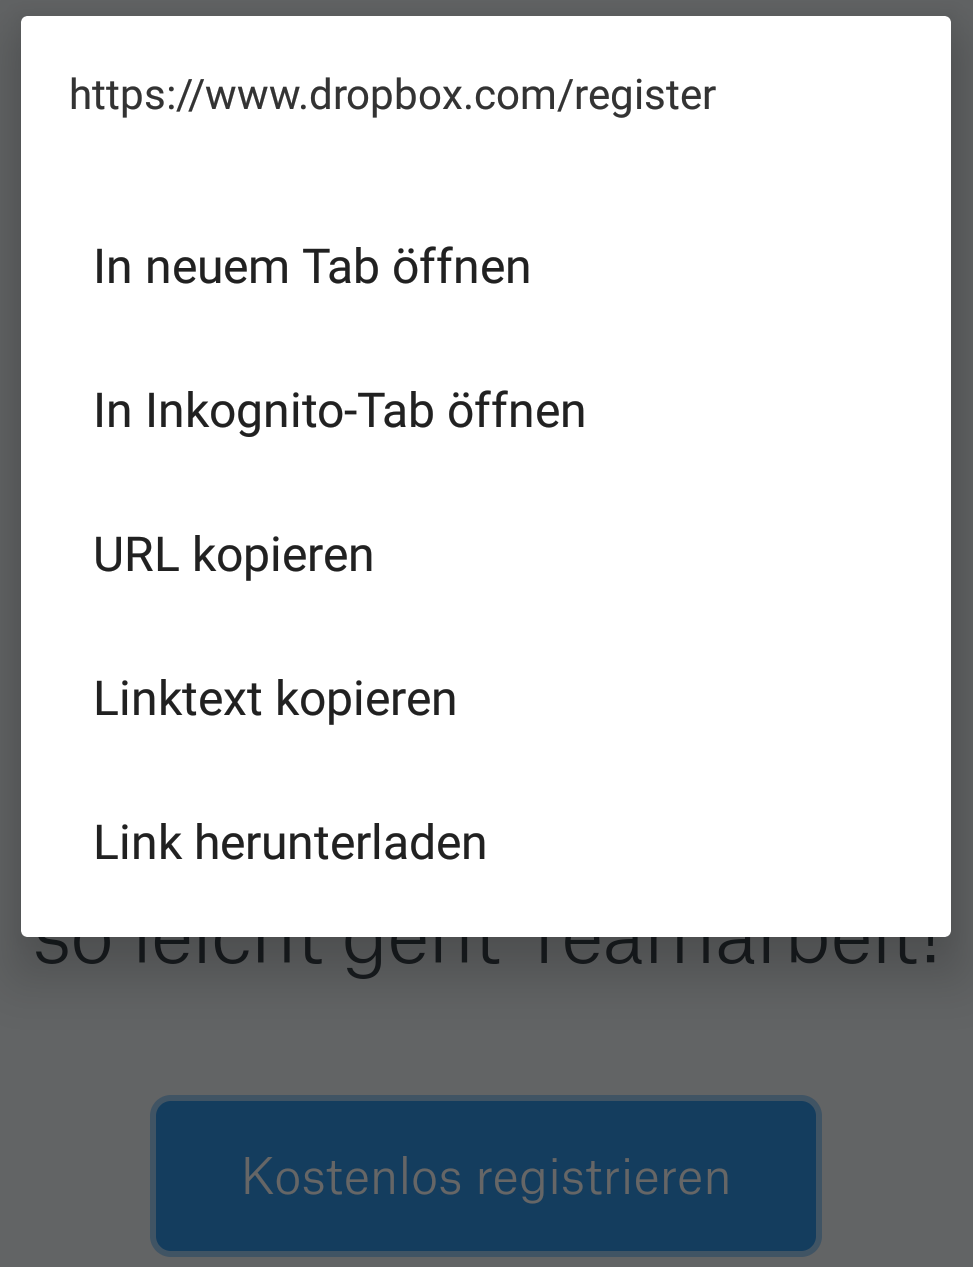 https://www.dropbox.com/register
In neuem Tab öffnen
In Inkognito-Tab öffnen
URL kopieren
Linktext kopieren
Link herunterladen
so leicht geht Teamarbeit!
Kostenlos registrieren